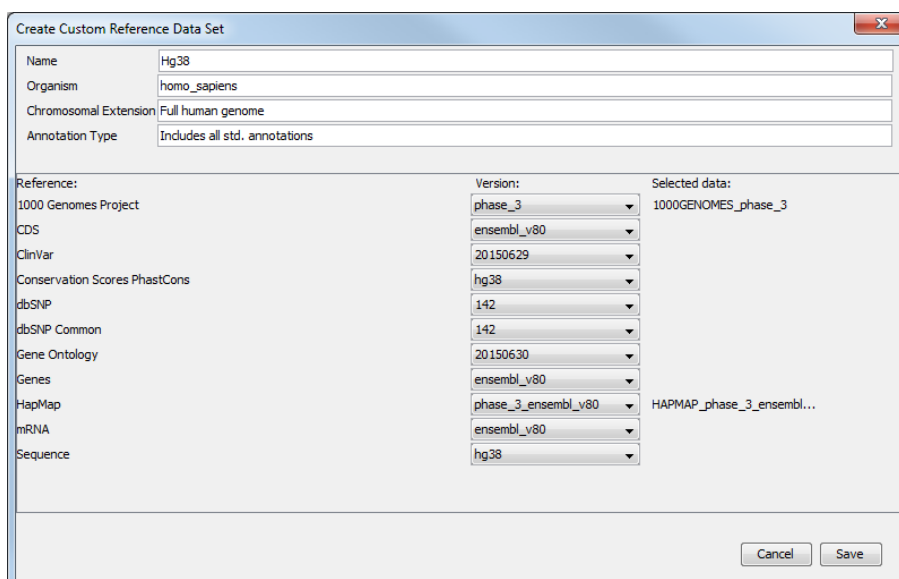 Create Custom Reference Data Set
Name Hg38
Organism homo_sapiens
Chromosomal Extension Full human genome
Annotation Type Includes all std. annotations
Reference: Version: Selected data:
1000 Genomes Project phase_3 1000GENOMES_phase_3
CDS ensembl_v80
ClinVar 20150629
Conservation Scores PhastCons hg38
dbSNP 142
dbSNP Common 142
Gene Ontology 20150630
Genes ensembl_v80
HapMap phase_3_ensembl_v80 HAPMAP_phase_3_ensembl...
mRNA ensembl_v80
Sequence hg38
Cancel Save